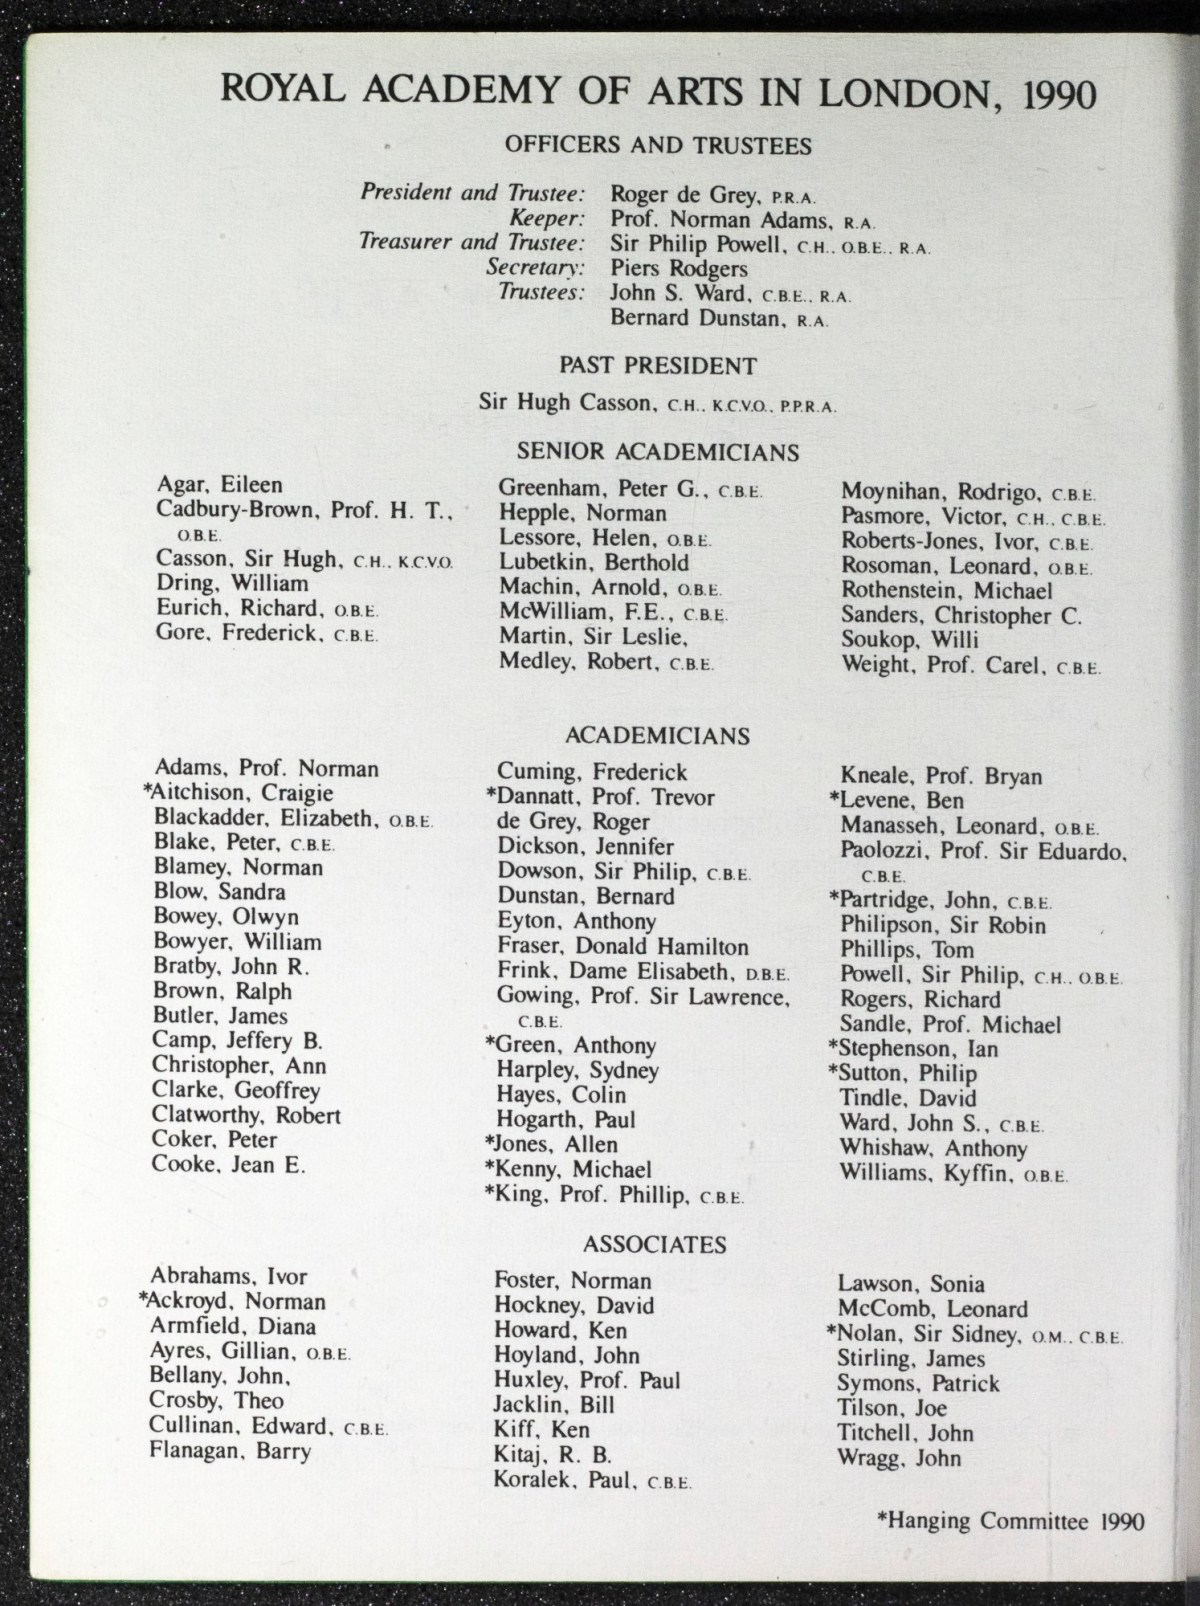 ROYAL ACADEMY OF ARTS IN LONDON, 1990
OFFICERS AND TRUSTEES
President and Trustee: Roger de Grey, P.R.A.
Keeper: Prof. Norman Adams, R.A.
Treasurer and Trustee: Sir Philip Powell, C.H., O.B.E., R.A.
Secretary: Piers Rodgers
Trustees: John S. Ward, C.B.E., R.A.
Bernard Dunstan, R.A.
PAST PRESIDENT
Sir Hugh Casson, C.H., K.C.V.O., P.P.R.A.
SENIOR ACADEMICIANS
Agar, Eileen
Cadbury-Brown, Prof. H. T.,
O.B.E.
Casson, Sir Hugh, C.H., K.C.V.O.
Dring, William
Eurich, Richard, O.B.E.
Gore, Frederick, C.B.E.
Greenham, Peter G., C.B.E.
Hepple, Norman
Lessore, Helen, O.B.E.
Lubetkin, Berthold
Machin, Arnold, O.B.E.
McWilliam, F.E., C.B.E.
Martin, Sir Leslie,
Medley, Robert, C.B.E.
Moynihan, Rodrigo, C.B.E.
Pasmore, Victor, C.H., C.B.E.
Roberts-Jones, Ivor, C.B.E.
Rosoman, Leonard, O.B.E.
Rothenstein, Michael
Sanders, Christopher C.
Soukop, Willi
Weight, Prof. Carel, C.B.E.
ACADEMICIANS
Adams, Prof. Norman
*Aitchison, Craigie
Blackadder, Elizabeth, O.B.E.
Blake, Peter, C.B.E.
Blamey, Norman
Blow, Sandra
Bowey, Olwyn
Bowyer, William
Bratby, John R.
Brown, Ralph
Butler, James
Camp, Jeffery B.
Christopher, Ann
Clarke, Geoffrey
Clatworthy, Robert
Coker, Peter
Cooke, Jean E.
Cuming, Frederick
*Dannatt, Prof. Trevor
de Grey, Roger
Dickson, Jennifer
Dowson, Sir Philip, C.B.E.
Dunstan, Bernard
Eyton, Anthony
Fraser, Donald Hamilton
Frink, Dame Elisabeth, D.B.E.
Gowing, Prof. Sir Lawrence,
C.B.E.
*Green, Anthony
Harpley, Sydney
Hayes, Colin
Hogarth, Paul
*Jones, Allen
*Kenny, Michael
*King, Prof. Phillip, C.B.E.
Kneale, Prof. Bryan
*Levene, Ben
Manasseh, Leonard, O.B.E.
Paolozzi, Prof. Sir Eduardo,
C.B.E.
*Partridge, John, C.B.E.
Philipson, Sir Robin
Phillips, Tom
Powell, Sir Philip, C.H., O.B.E.
Rogers, Richard
Sandle, Prof. Michael
*Stephenson, Ian
*Sutton, Philip
Tindle, David
Ward, John S., C.B.E.
Whishaw, Anthony
Williams, Kyffin, O.B.E.
ASSOCIATES
Abrahams, Ivor
*Ackroyd, Norman
Armfield, Diana
Ayres, Gillian, O.B.E.
Bellany, John,
Crosby, Theo
Cullinan, Edward, C.B.E.
Flanagan, Barry
Foster, Norman
Hockney, David
Howard, Ken
Hoyland, John
Huxley, Prof. Paul
Jacklin, Bill
Kiff, Ken
Kitaj, R. B.
Koralek, Paul, C.B.E.
Lawson, Sonia
McComb, Leonard
*Nolan, Sir Sidney, O.M., C.B.E.
Stirling, James
Symons, Patrick
Tilson, Joe
Titchell, John
Wragg, John
*Hanging Committee 1990